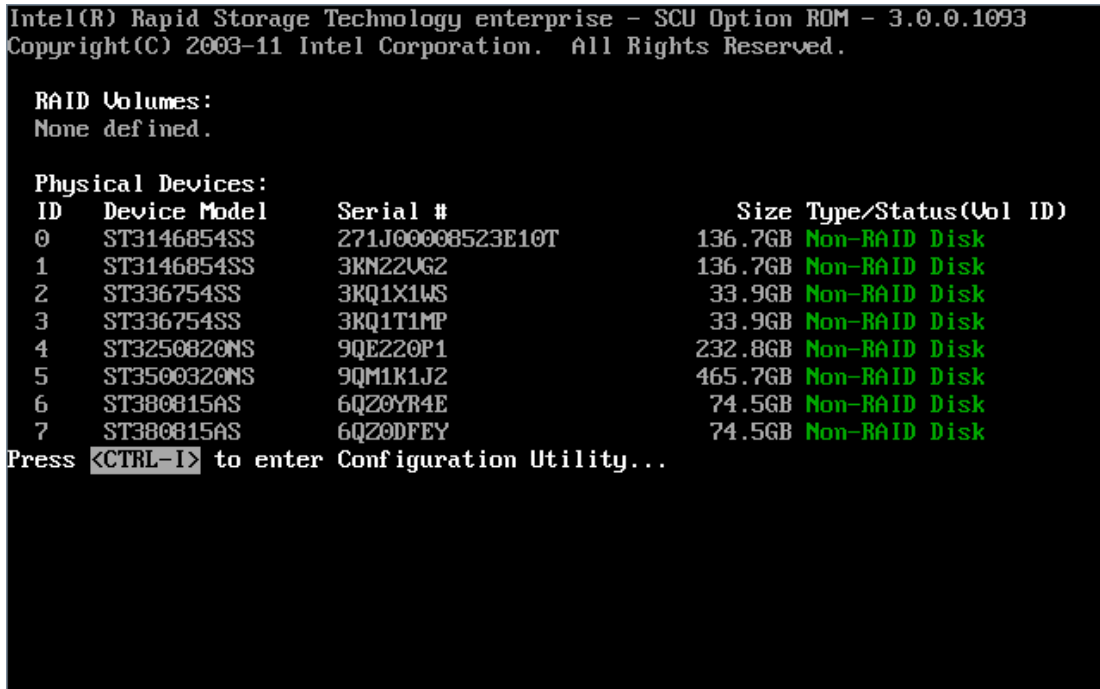 Intel(R) Rapid Storage Technology enterprise - SCU Option ROM - 3.0.0.1093
Copyright(C) 2003-11 Intel Corporation. All Rights Reserved.
RAID Volumes:
None defined.
Physical Devices:
ID Device Model Serial # Size Type/Status(Vol ID)
0 ST3146854SS 271J00008523E10T 136.7GB Non-RAID Disk
1 ST3146854SS 3KN22VG2 136.7GB Non-RAID Disk
2 ST336754SS 3KQ1X1WS 33.9GB Non-RAID Disk
3 ST336754SS 3KQ1T1MP 33.9GB Non-RAID Disk
4 ST3250820NS 9QE220P1 232.8GB Non-RAID Disk
5 ST3500320NS 9QM1K1J2 465.7GB Non-RAID Disk
6 ST380815AS 6QZ0YR4E 74.5GB Non-RAID Disk
7 ST380815AS 6QZ0DFEY 74.5GB Non-RAID Disk
Press <CTRL-I> to enter Configuration Utility...